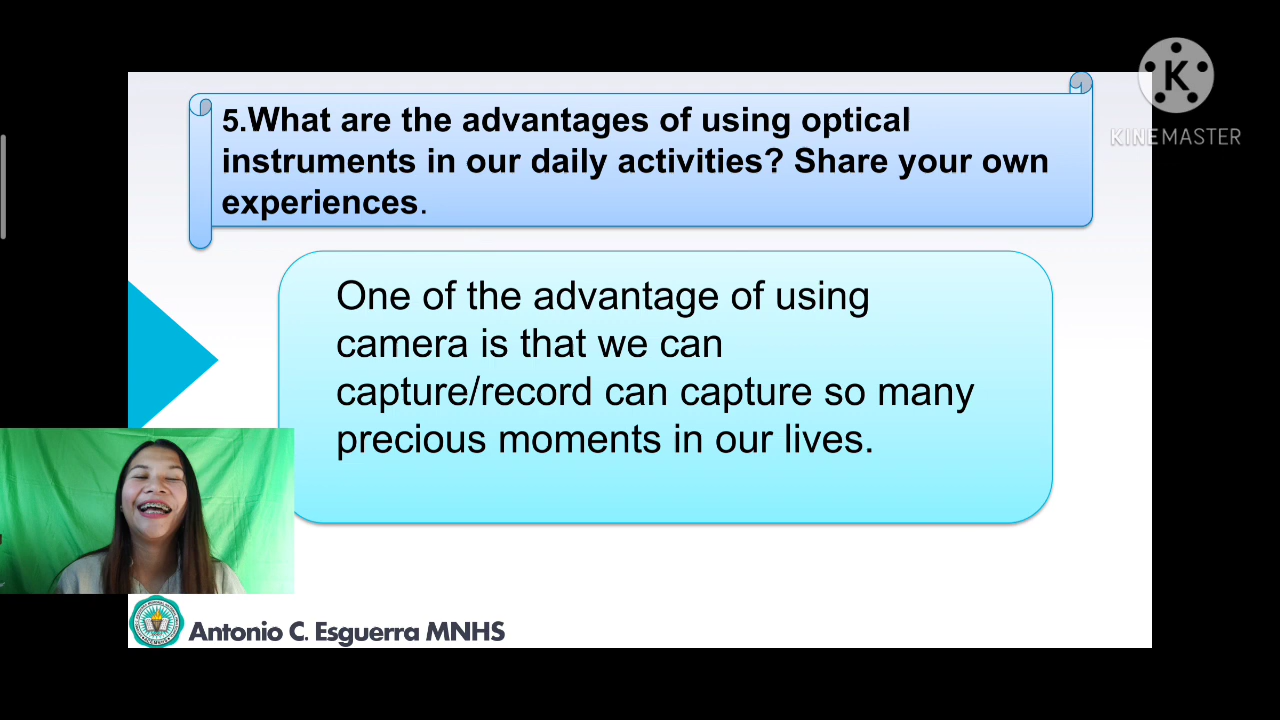 5.What are the advantages of using optical
instruments in our daily activities? Share your own
experiences.
KINEMASTER
One of the advantage of using
camera is that we can
capture/record can capture so many
precious moments in our lives.
Antonio C. Esguerra MNHS